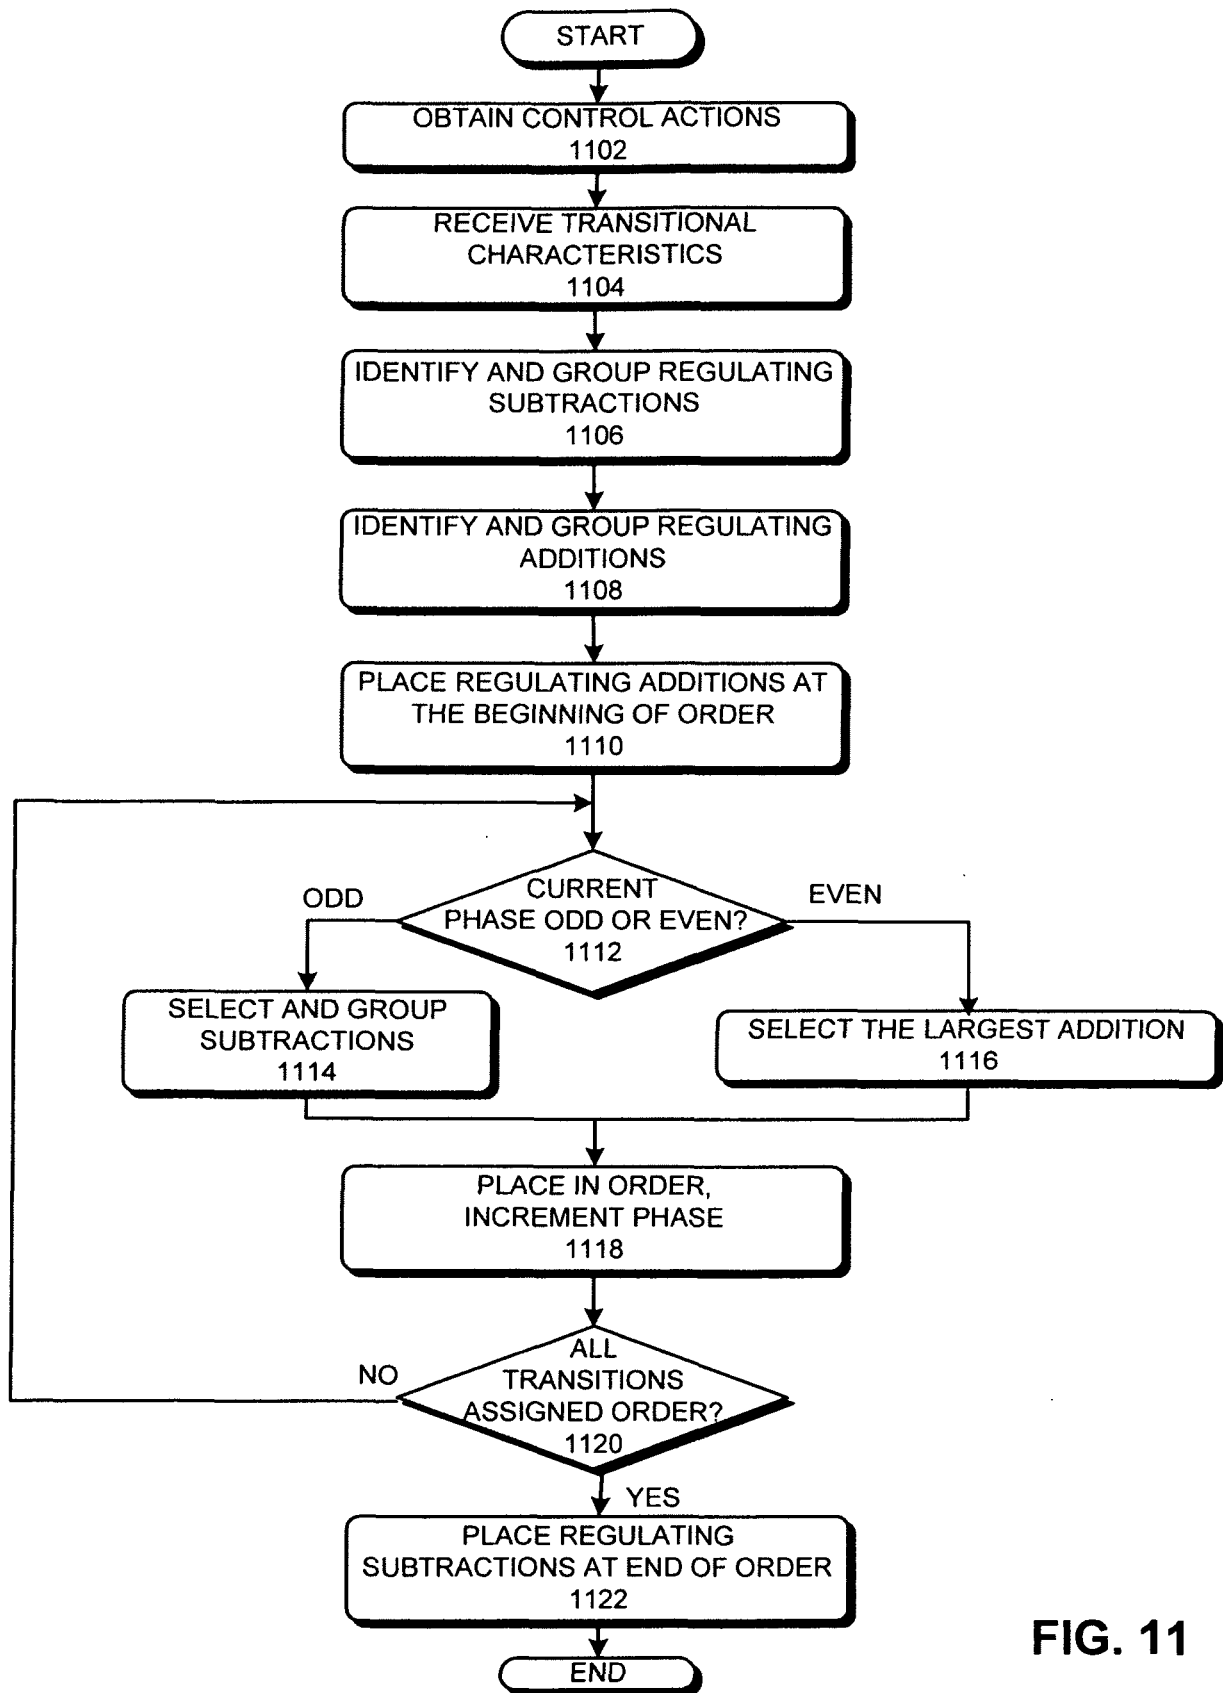 START
OBTAIN CONTROL ACTIONS
1102
RECEIVE TRANSITIONAL
CHARACTERISTICS
1104
IDENTIFY AND GROUP REGULATING
SUBTRACTIONS
1106
IDENTIFY AND GROUP REGULATING
ADDITIONS
1108
PLACE REGULATING ADDITIONS AT
THE BEGINNING OF ORDER
1110
CURRENT
PHASE ODD OR EVEN?
1112
ODD
EVEN
SELECT AND GROUP
SUBTRACTIONS
1114
SELECT THE LARGEST ADDITION
1116
PLACE IN ORDER,
INCREMENT PHASE
1118
ALL
TRANSITIONS
ASSIGNED ORDER?
1120
NO
YES
PLACE REGULATING
SUBTRACTIONS AT END OF ORDER
1122
END
FIG. 11